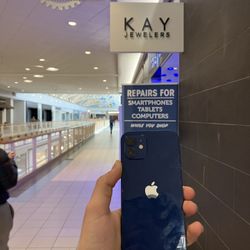 KAY
JEWELERS
REPAIRS FOR
SMARTPHONES
TABLETS
COMPUTERS
WHILE YOU SHOP